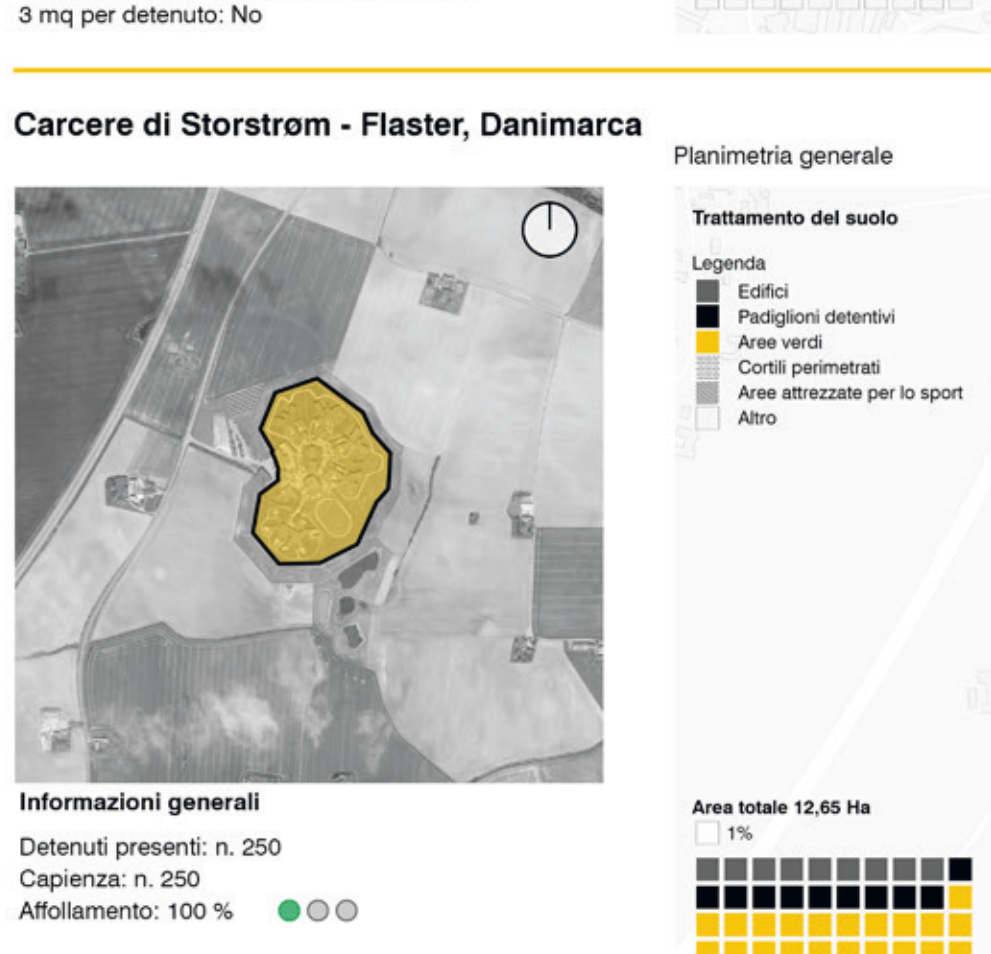 3 mq per detenuto: No
Carcere di Storstrøm - Flaster, Danimarca
Planimetria generale
Trattamento del suolo
Legenda
Edifici
Padiglioni detentivi
Aree verdi
Cortili perimetrati
Aree attrezzate per lo sport
Altro
Informazioni generali
Detenuti presenti: n. 250
Capienza: n. 250
Affollamento: 100 %
Area totale 12,65 Ha
1%